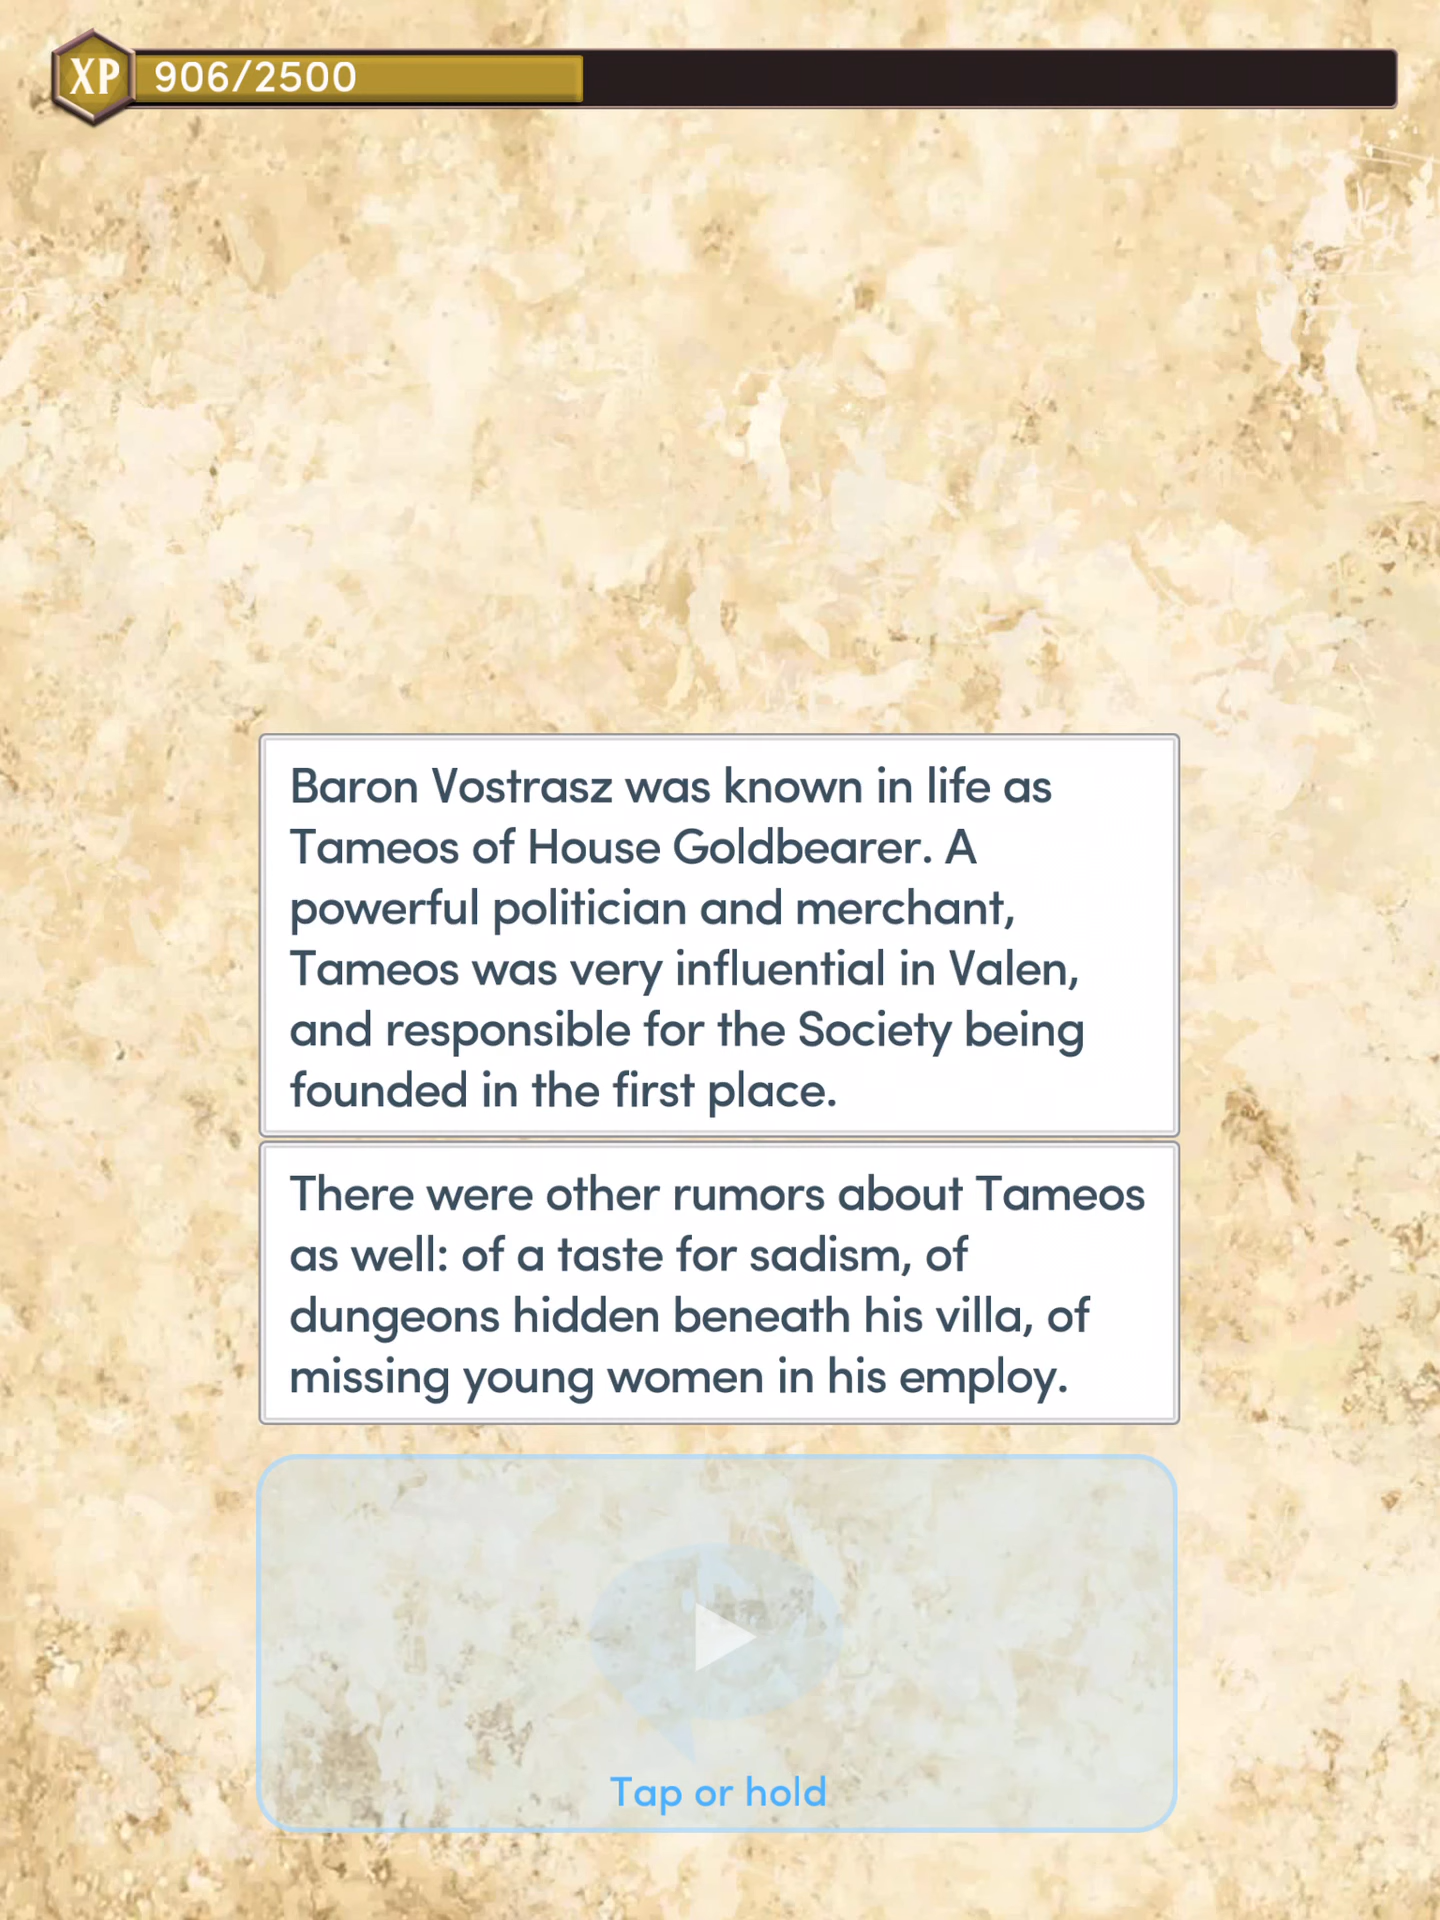 XP 906/2500
Baron Vostrasz was known in life as
Tameos of House Goldbearer. A
powerful politician and merchant,
Tameos was very influential in Valen,
and responsible for the Society being
founded in the first place.
There were other rumors about Tameos
as well: of a taste for sadism, of
dungeons hidden beneath his villa, of
missing young women in his employ.
Tap or hold